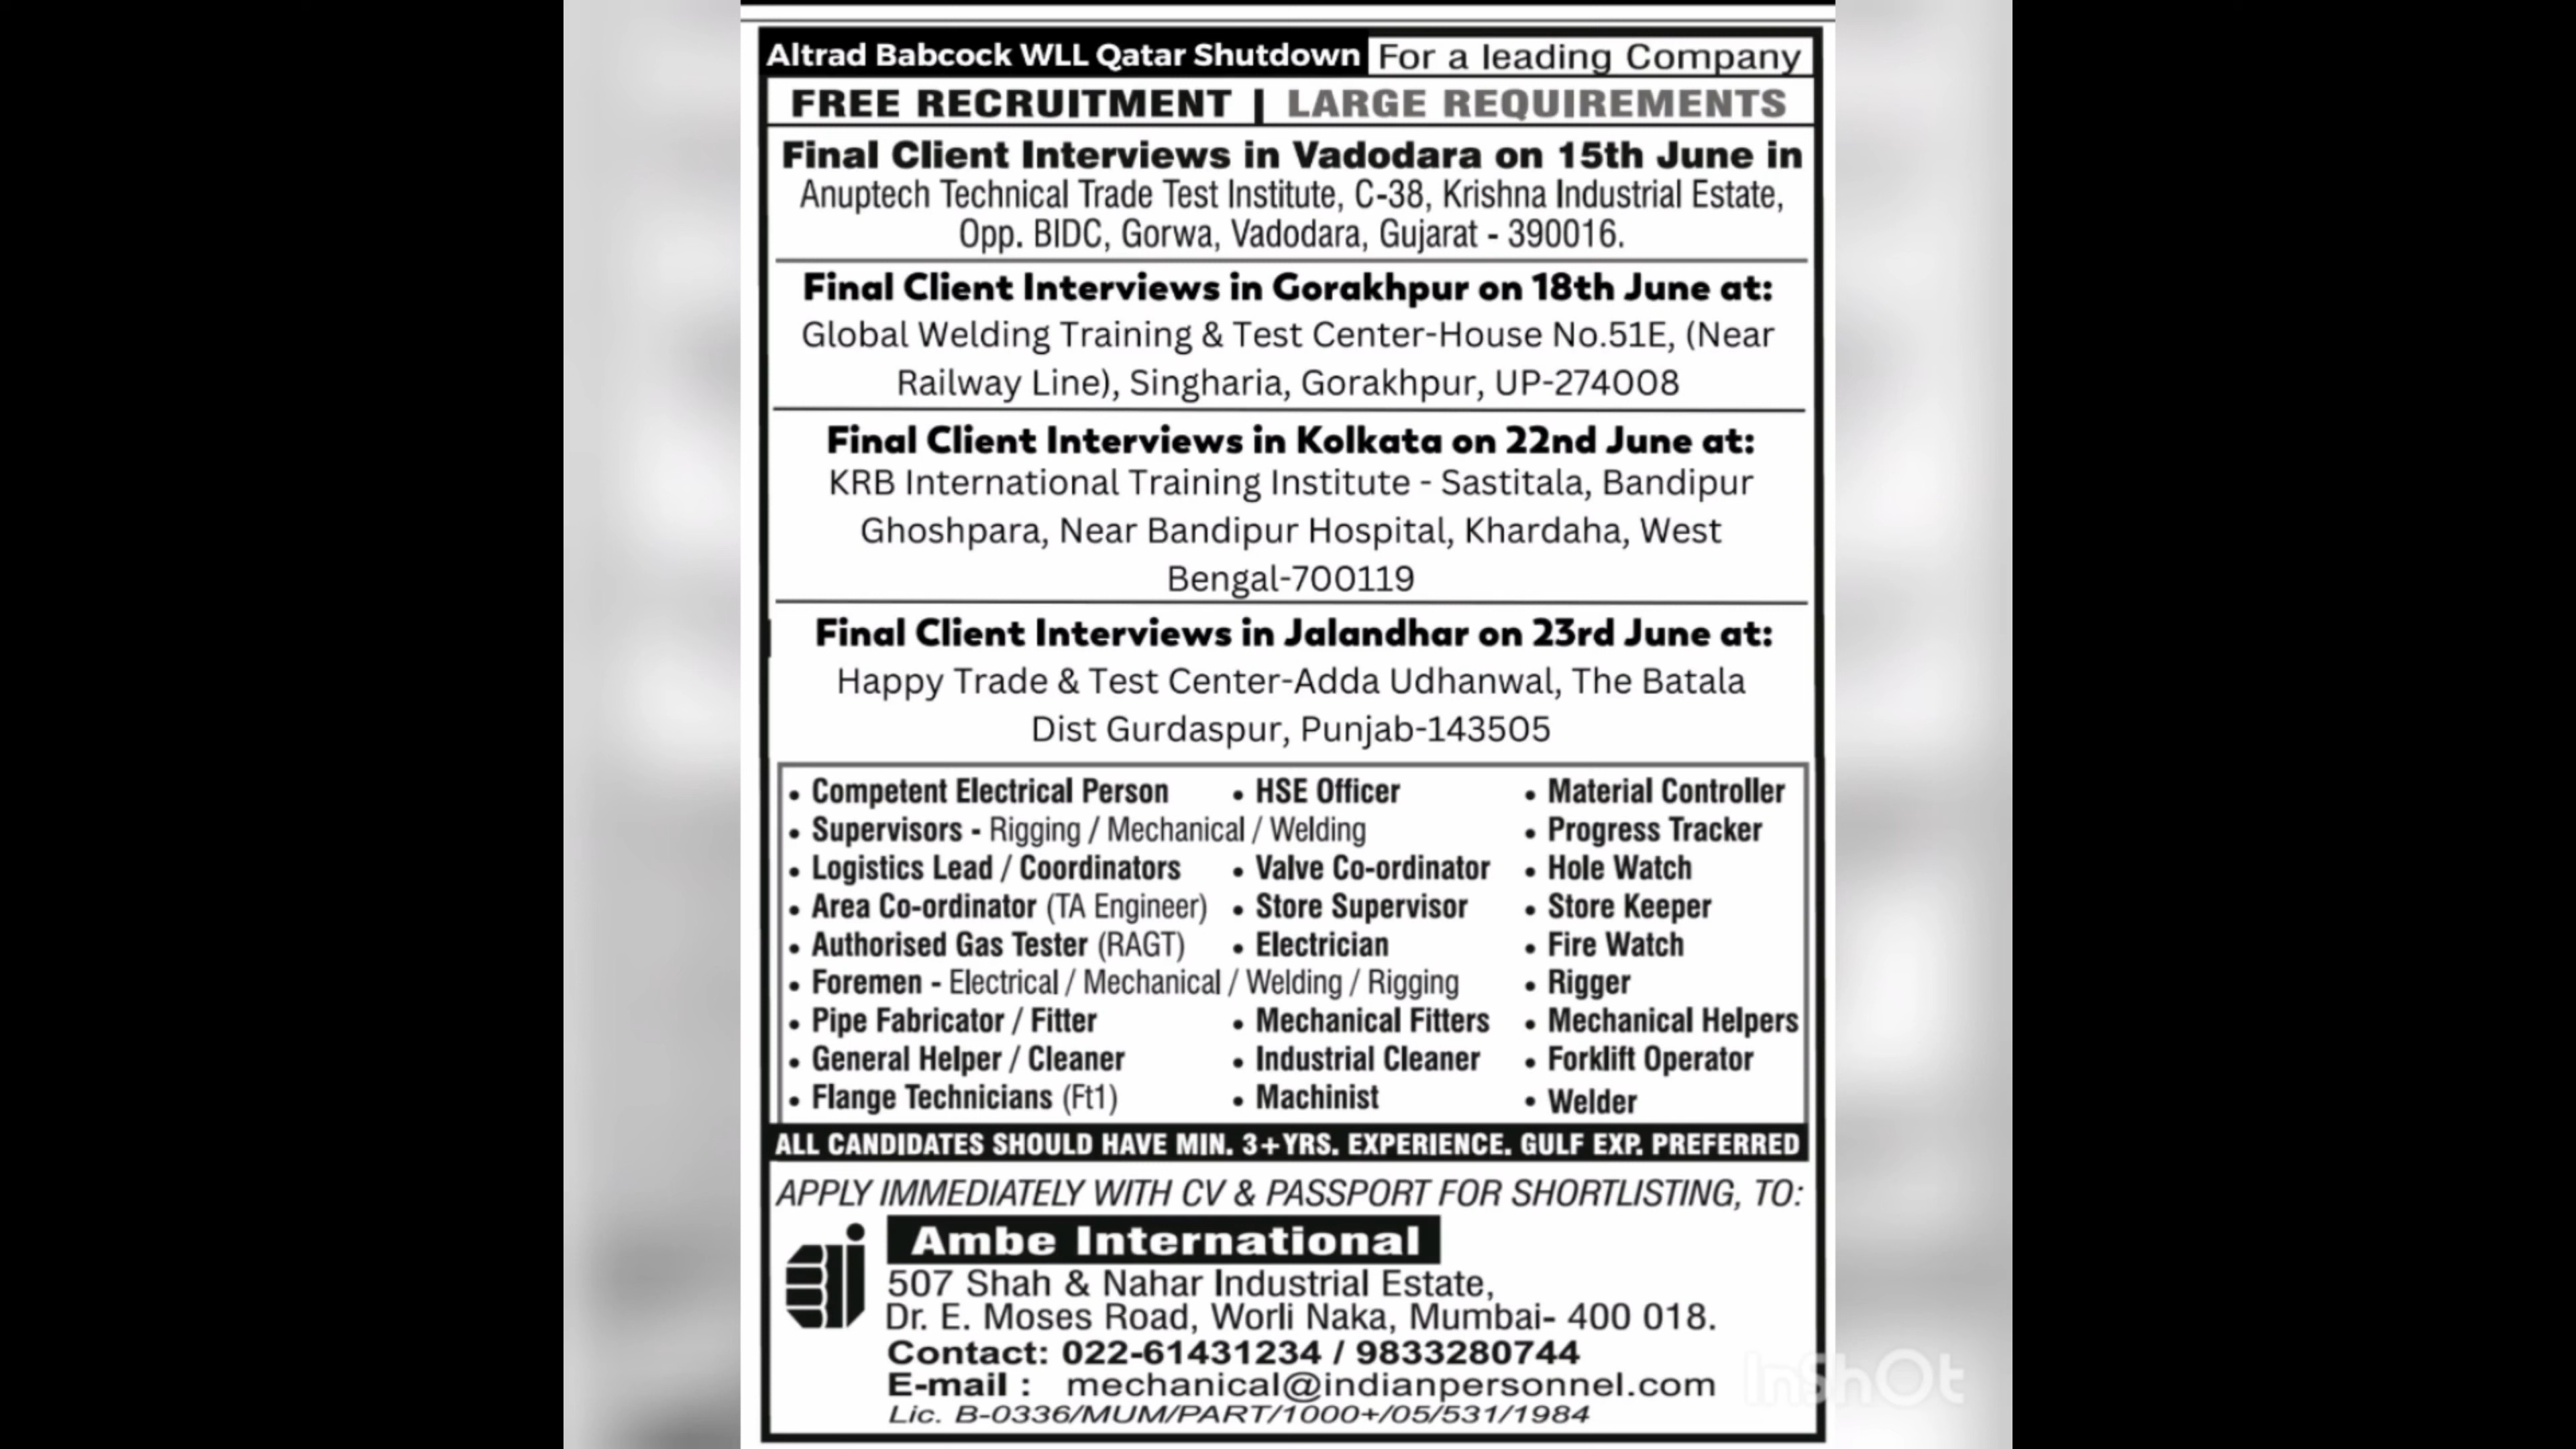 Altrad Babcock WLL Qatar Shutdown For a leading Company
FREE RECRUITMENT | LARGE REQUIREMENTS
Final Client Interviews in Vadodara on 15th June in
Anuptech Technical Trade Test Institute, C-38, Krishna Industrial Estate,
Opp. BIDC, Gorwa, Vadodara, Gujarat - 390016.
Final Client Interviews in Gorakhpur on 18th June at:
Global Welding Training & Test Center-House No.51E, (Near
Railway Line), Singharia, Gorakhpur, UP-274008
Final Client Interviews in Kolkata on 22nd June at:
KRB International Training Institute - Sastitala, Bandipur
Ghoshpara, Near Bandipur Hospital, Khardaha, West
Bengal-700119
Final Client Interviews in Jalandhar on 23rd June at:
Happy Trade & Test Center-Adda Udhanwal, The Batala
Dist Gurdaspur, Punjab-143505
• Competent Electrical Person • HSE Officer • Material Controller
• Supervisors - Rigging / Mechanical / Welding • Progress Tracker
• Logistics Lead / Coordinators • Valve Co-ordinator • Hole Watch
• Area Co-ordinator (TA Engineer) • Store Supervisor • Store Keeper
• Authorised Gas Tester (RAGT) • Electrician • Fire Watch
• Foremen - Electrical / Mechanical / Welding / Rigging • Rigger
• Pipe Fabricator / Fitter • Mechanical Fitters • Mechanical Helpers
• General Helper / Cleaner • Industrial Cleaner • Forklift Operator
• Flange Technicians (Ft1) • Machinist • Welder
ALL CANDIDATES SHOULD HAVE MIN. 3+YRS. EXPERIENCE. GULF EXP. PREFERRED
APPLY IMMEDIATELY WITH CV & PASSPORT FOR SHORTLISTING, TO:
Ambe International
507 Shah & Nahar Industrial Estate,
Dr. E. Moses Road, Worli Naka, Mumbai- 400 018.
Contact: 022-61431234 / 9833280744
E-mail : mechanical@indianpersonnel.com
Lic. B-0336/MUM/PART/1000+/05/531/1984
InShOt